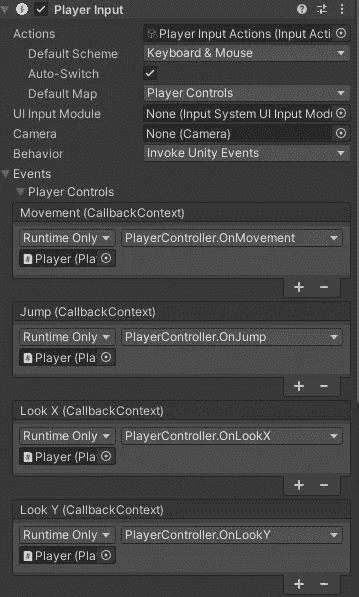 Player Input
Actions Player Input Actions (Input Acti
Default Scheme Keyboard & Mouse
Auto-Switch
Default Map Player Controls
UI Input Module None (Input System UI Input Modu
Camera None (Camera)
Behavior Invoke Unity Events
Events
Player Controls
Movement (CallbackContext)
Runtime Only PlayerController.OnMovement
Player (Pla
+ −
Jump (CallbackContext)
Runtime Only PlayerController.OnJump
Player (Pla
+ −
Look X (CallbackContext)
Runtime Only PlayerController.OnLookX
Player (Pla
+ −
Look Y (CallbackContext)
Runtime Only PlayerController.OnLookY
Player (Pla
+ −